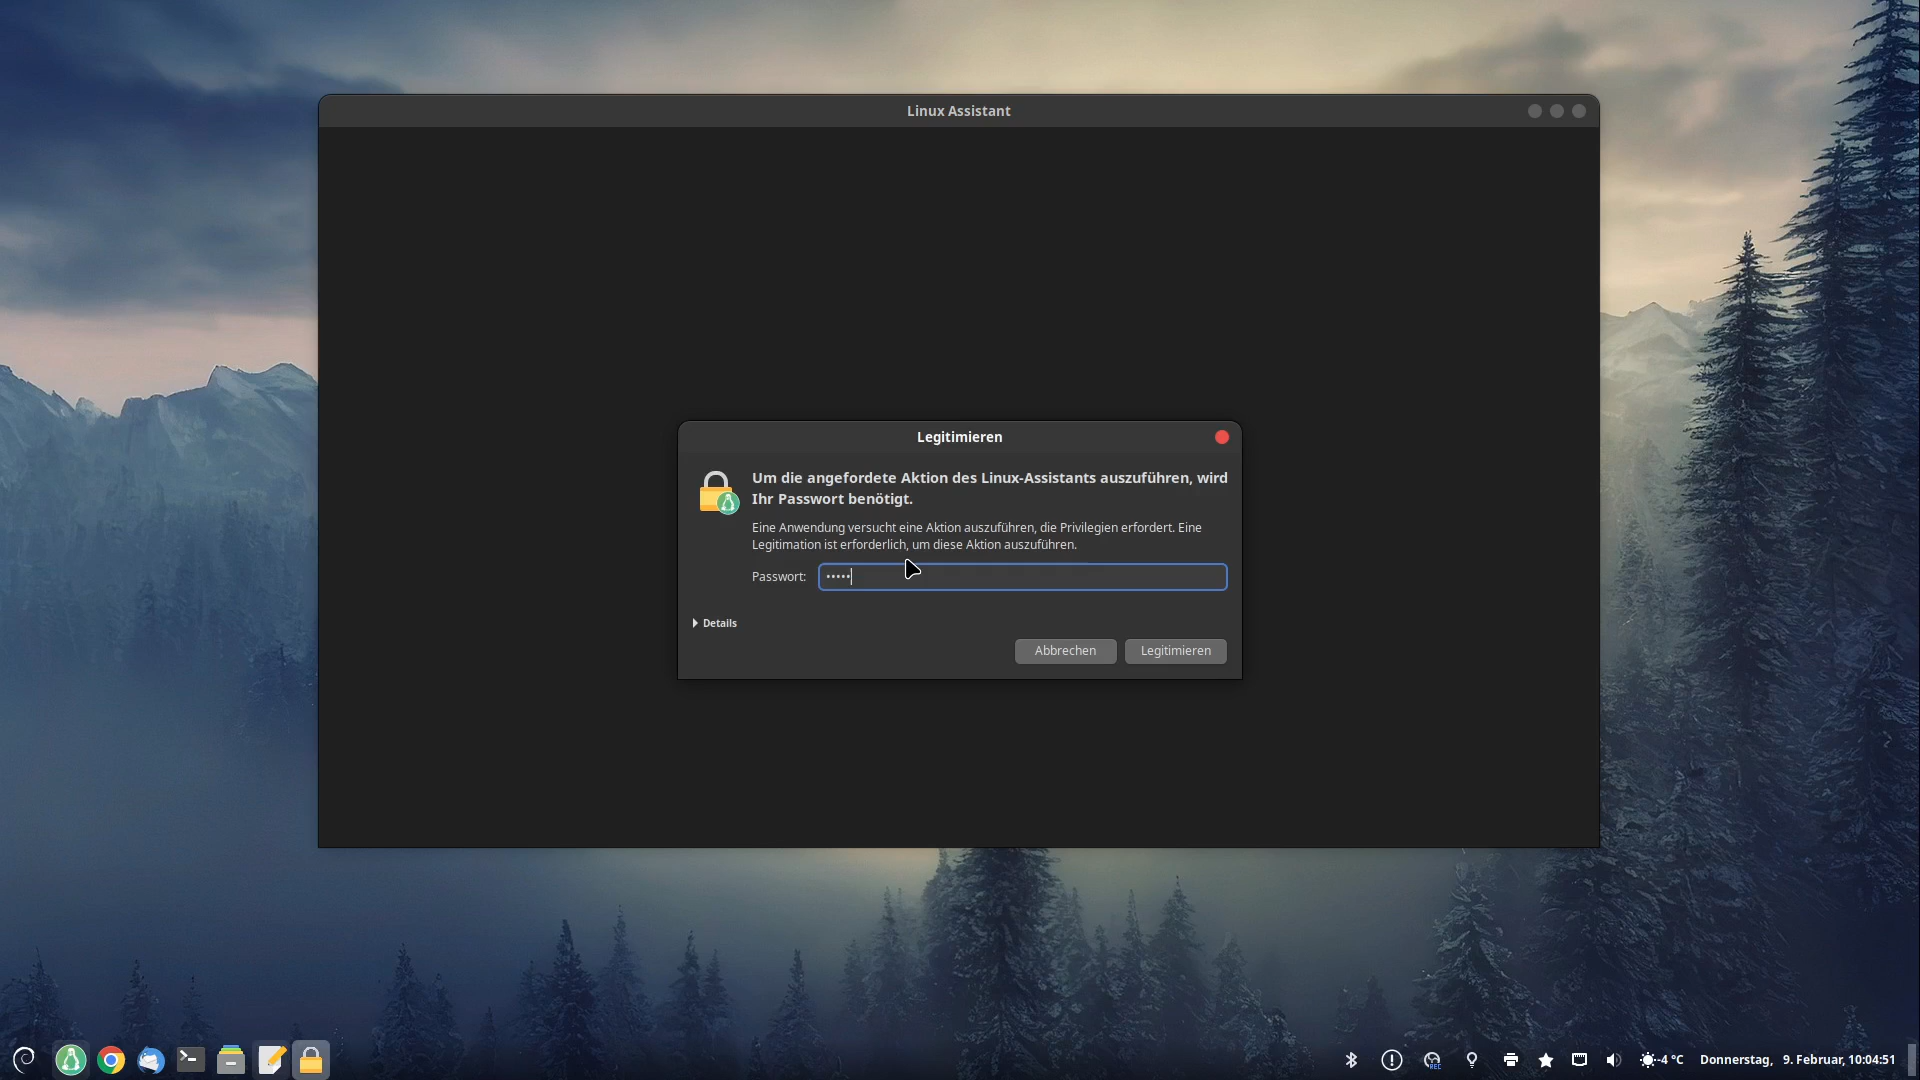 Linux Assistant
Legitimieren
Um die angefordete Aktion des Linux-Assistants auszuführen, wird
Ihr Passwort benötigt.
Eine Anwendung versucht eine Aktion auszuführen, die Privilegien erfordert. Eine
Legitimation ist erforderlich, um diese Aktion auszuführen.
Passwort: •••••
Details
Abbrechen Legitimieren
REC
-4 °C Donnerstag, 9. Februar, 10:04:51